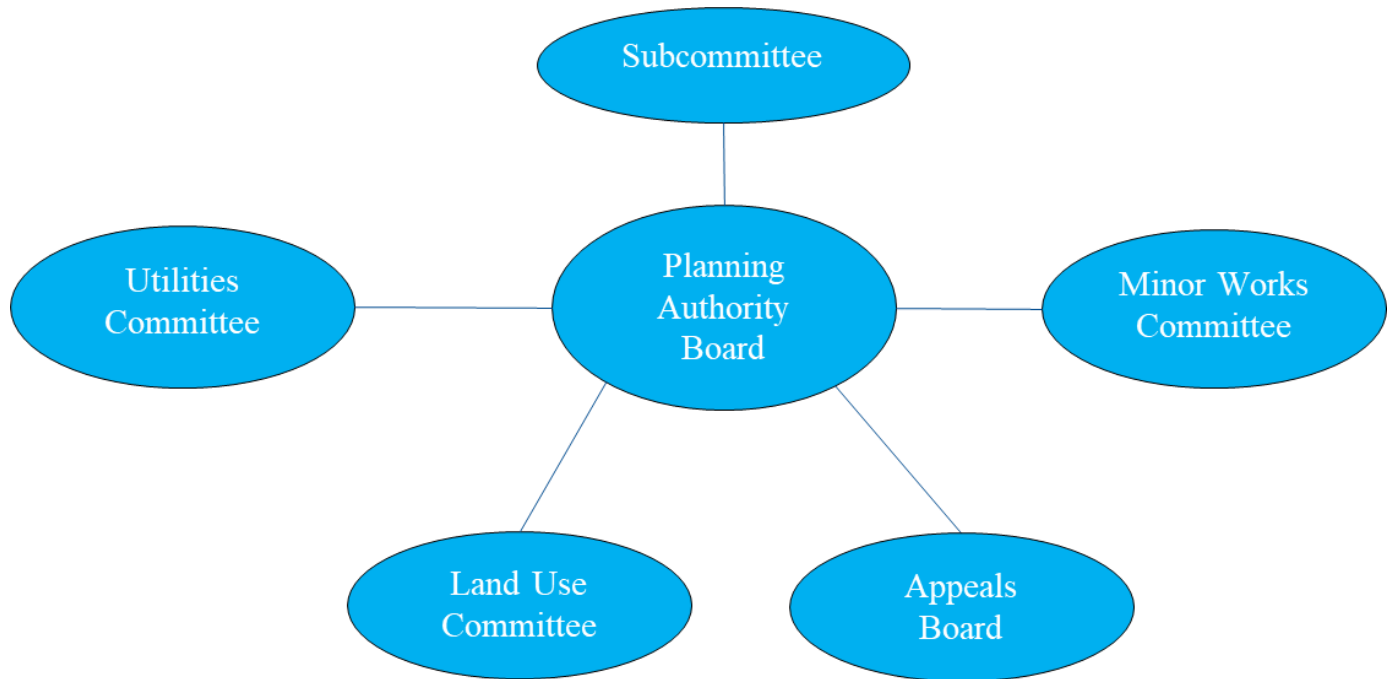 Subcommittee
Utilities
Committee
Planning
Authority
Board
Minor Works
Committee
Land Use
Committee
Appeals
Board